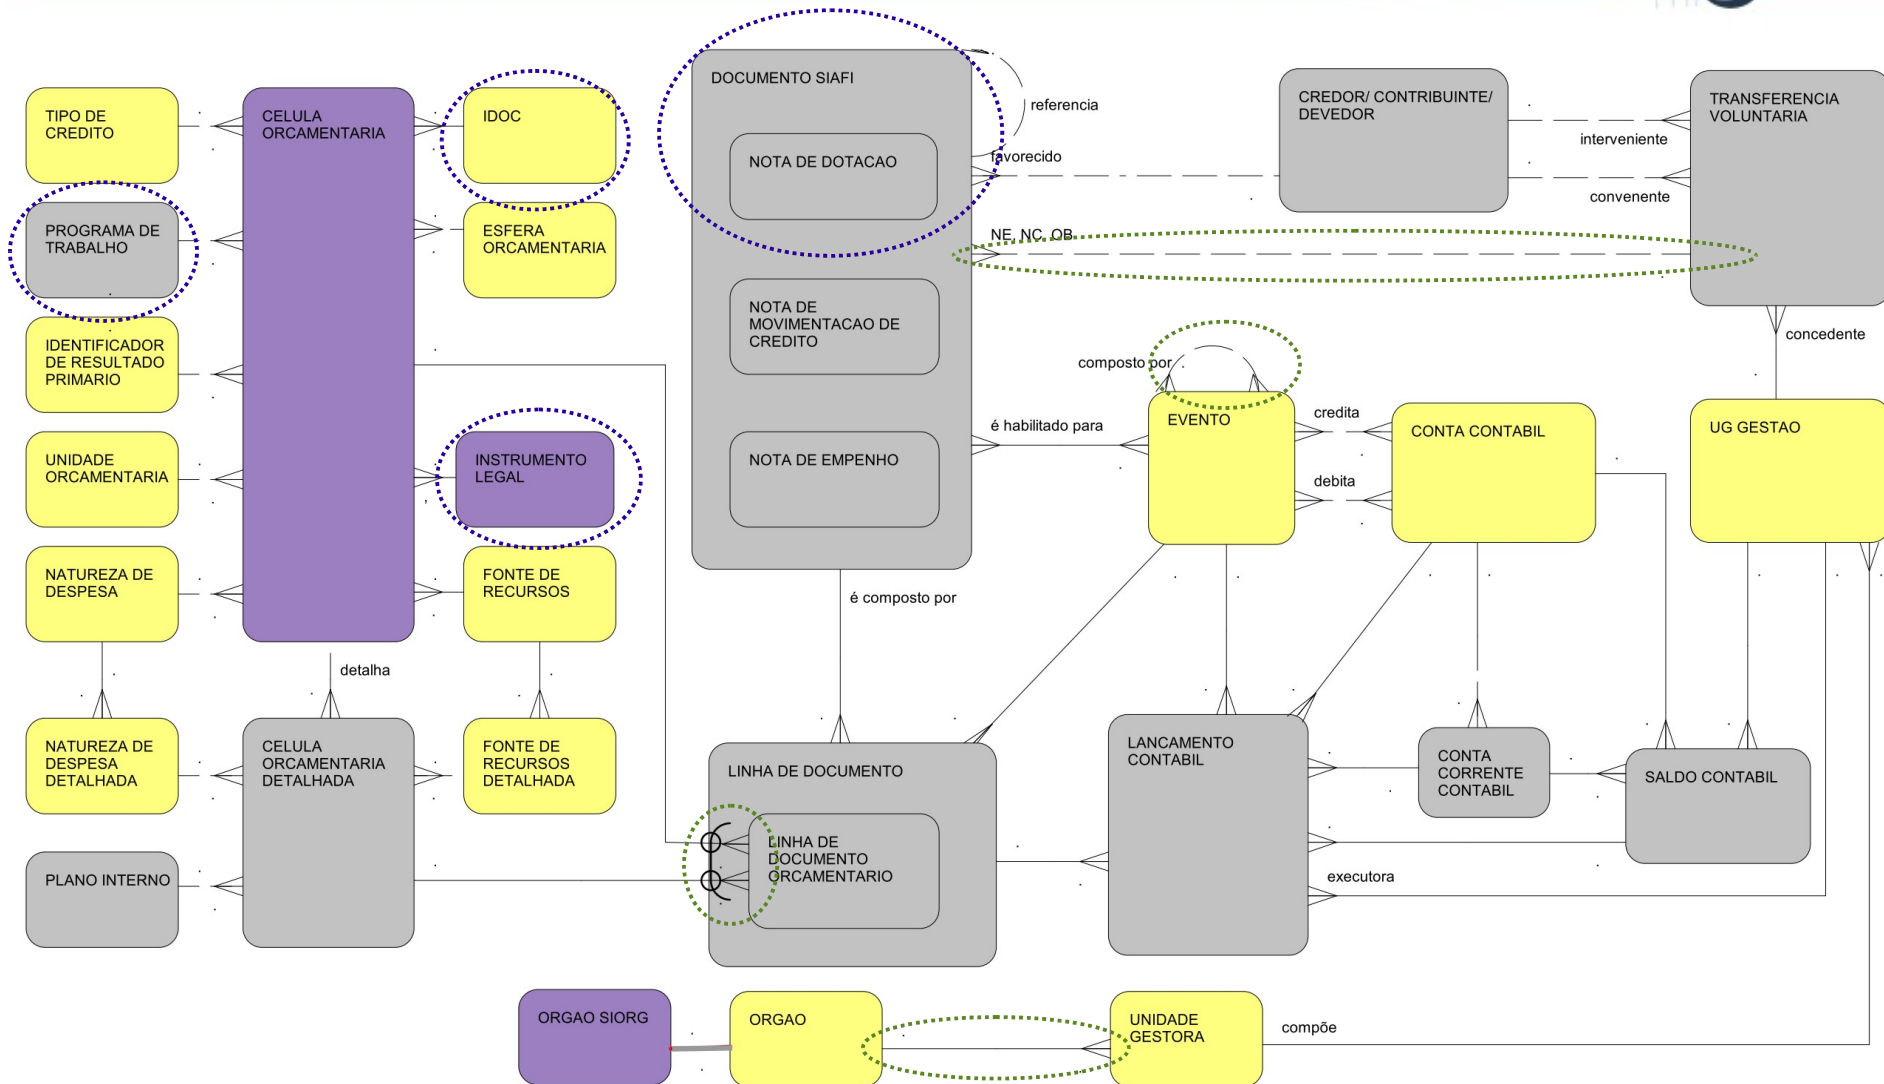 DOCUMENTO SIAFI
referencia
CREDOR/ CONTRIBUINTE/
DEVEDOR
TRANSFERENCIA
VOLUNTARIA
TIPO DE
CREDITO
CELULA
ORCAMENTARIA
IDOC
NOTA DE DOTACAO
favorecido
interveniente
convenente
PROGRAMA DE
TRABALHO
ESFERA
ORCAMENTARIA
NE, NC, OB
NOTA DE
MOVIMENTACAO DE
CREDITO
concedente
IDENTIFICADOR
DE RESULTADO
PRIMARIO
composto por
EVENTO
credita
CONTA CONTABIL
UG GESTAO
é habilitado para
debita
UNIDADE
ORCAMENTARIA
INSTRUMENTO
LEGAL
NOTA DE EMPENHO
NATUREZA DE
DESPESA
FONTE DE
RECURSOS
é composto por
detalha
NATUREZA DE
DESPESA
DETALHADA
CELULA
ORCAMENTARIA
DETALHADA
FONTE DE
RECURSOS
DETALHADA
LINHA DE DOCUMENTO
LANCAMENTO
CONTABIL
CONTA
CORRENTE
CONTABIL
SALDO CONTABIL
LINHA DE
DOCUMENTO
ORCAMENTARIO
PLANO INTERNO
executora
ORGAO SIORG
ORGAO
UNIDADE
GESTORA
compõe